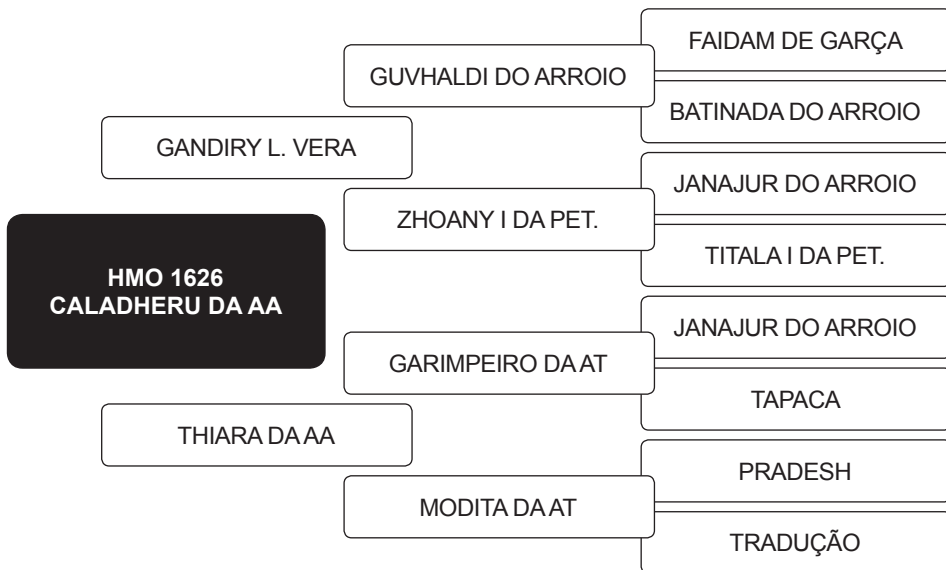 FAIDAM DE GARÇA
GUVHALDI DO ARROIO
BATINADA DO ARROIO
GANDIRY L. VERA
JANAJUR DO ARROIO
ZHOANY I DA PET.
TITALA I DA PET.
HMO 1626
CALADHERU DA AA
JANAJUR DO ARROIO
GARIMPEIRO DA AT
TAPACA
THIARA DA AA
PRADESH
MODITA DA AT
TRADUÇÃO